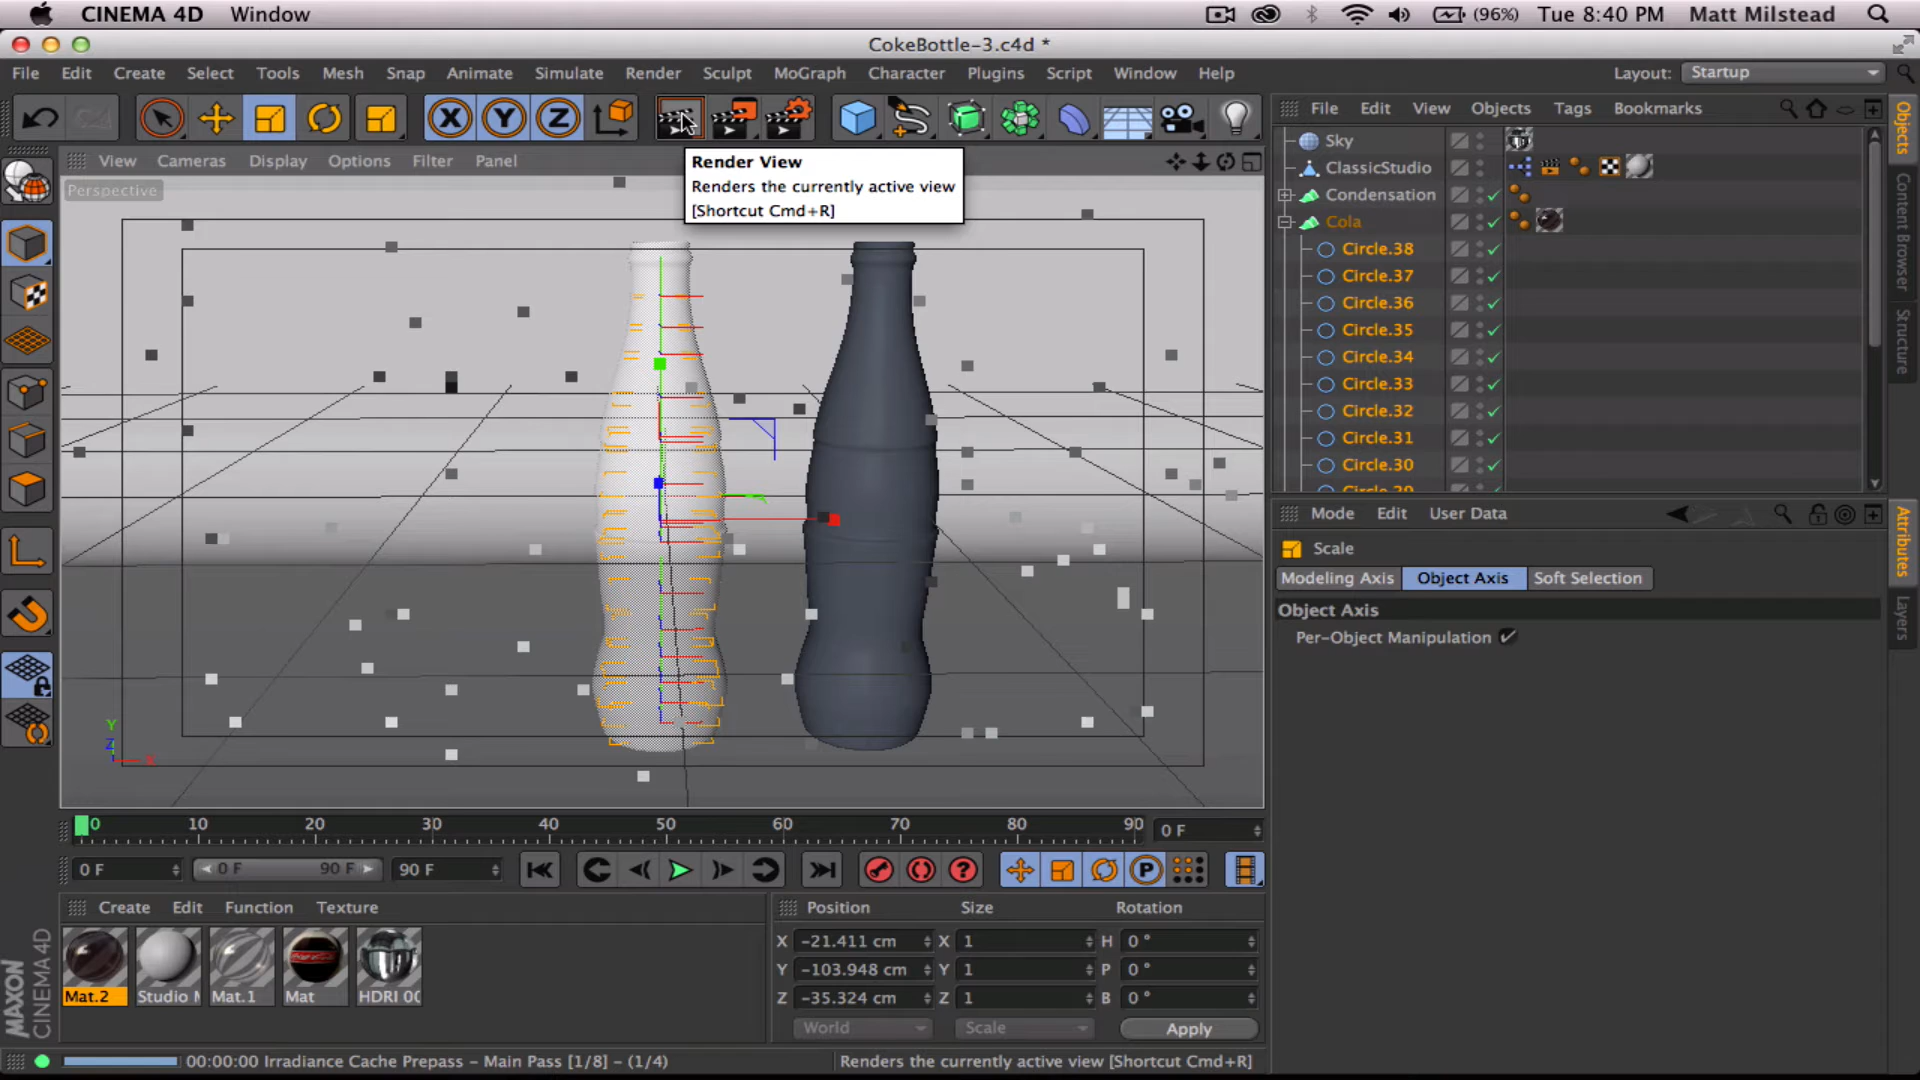 CINEMA 4D Window
(96%) Tue 8:40 PM Matt Milstead
CokeBottle-3.c4d *
File Edit Create Select Tools Mesh Snap Animate Simulate Render Sculpt MoGraph Character Plugins Script Window Help
Layout: Startup
X Y Z
File Edit View Objects Tags Bookmarks
View Cameras Display Options Filter Panel
Perspective
Render View
Renders the currently active view
[Shortcut Cmd+R]
Sky
ClassicStudio
Condensation
Cola
Circle.38
Circle.37
Circle.36
Circle.35
Circle.34
Circle.33
Circle.32
Circle.31
Circle.30
Objects
Content Browser
Structure
Mode Edit User Data
Scale
Modeling Axis Object Axis Soft Selection
Object Axis
Per-Object Manipulation
Attributes
Layers
Y
Z
X
0 10 20 30 40 50 60 70 80 90 0 F
0 F 0 F 90 F 90 F
P
Create Edit Function Texture
Mat.2 Studio M Mat.1 Mat HDRI 00
Position Size Rotation
X -21.411 cm X 1 H 0 °
Y -103.948 cm Y 1 P 0 °
Z -35.324 cm Z 1 B 0 °
World Scale Apply
MAXON
CINEMA 4D
00:00:00 Irradiance Cache Prepass - Main Pass [1/8] - (1/4)
Renders the currently active view [Shortcut Cmd+R]